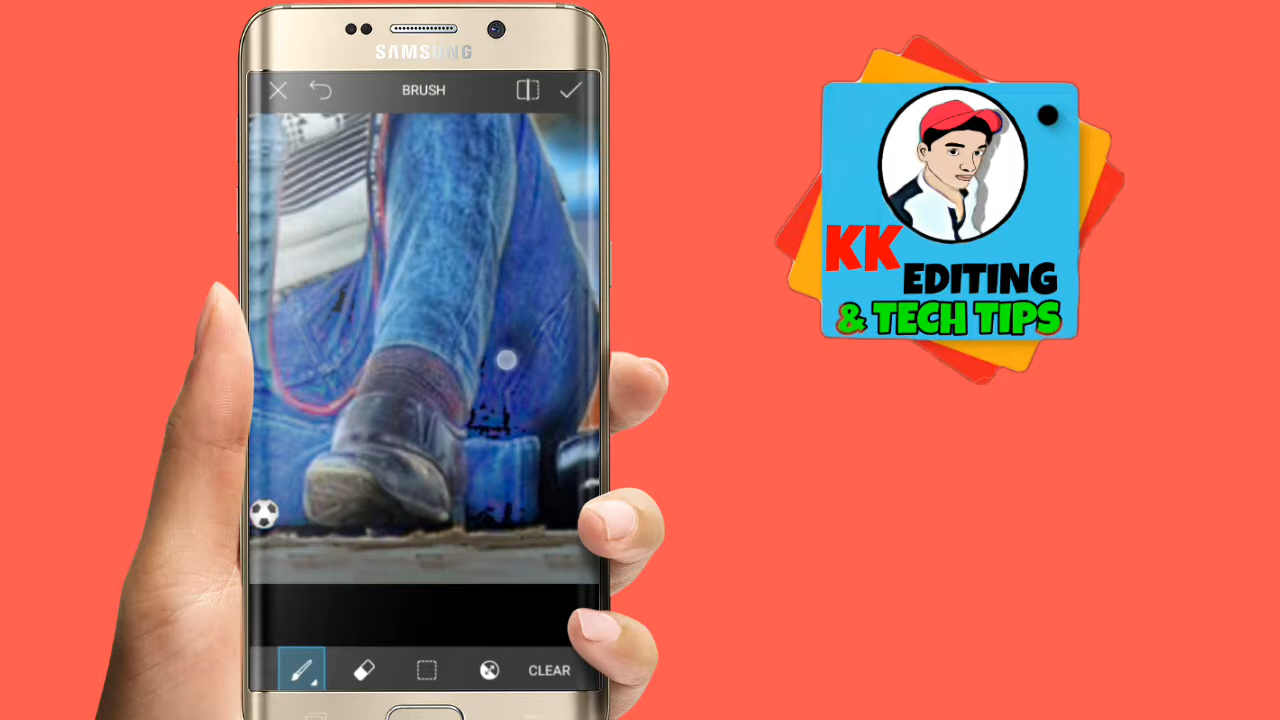 SAMSUNG
BRUSH
CLEAR
KK
EDITING
& TECH TIPS